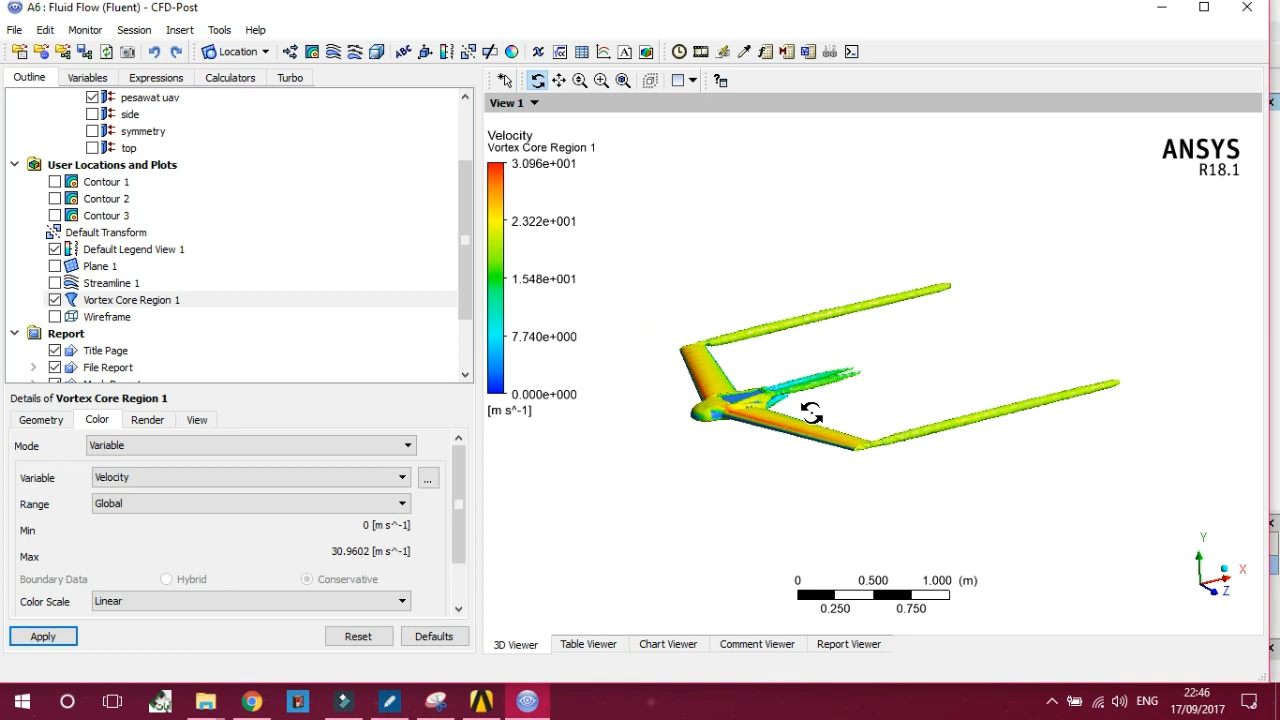 A6 : Fluid Flow (Fluent) - CFD-Post
File Edit Monitor Session Insert Tools Help
Location
Outline Variables Expressions Calculators Turbo
pesawat uav
side
symmetry
top
User Locations and Plots
Contour 1
Contour 2
Contour 3
Default Transform
Default Legend View 1
Plane 1
Streamline 1
Vortex Core Region 1
Wireframe
Report
Title Page
File Report
Details of Vortex Core Region 1
Geometry Color Render View
Mode Variable
Variable Velocity ...
Range Global
Min 0 [m s^-1]
Max 30.9602 [m s^-1]
Boundary Data Hybrid Conservative
Color Scale Linear
Apply Reset Defaults
View 1
Velocity
Vortex Core Region 1
3.096e+001
2.322e+001
1.548e+001
7.740e+000
0.000e+000
[m s^-1]
ANSYS
R18.1
Y
X
Z
0 0.500 1.000 (m)
0.250 0.750
3D Viewer Table Viewer Chart Viewer Comment Viewer Report Viewer
ENG
22:46
17/09/2017